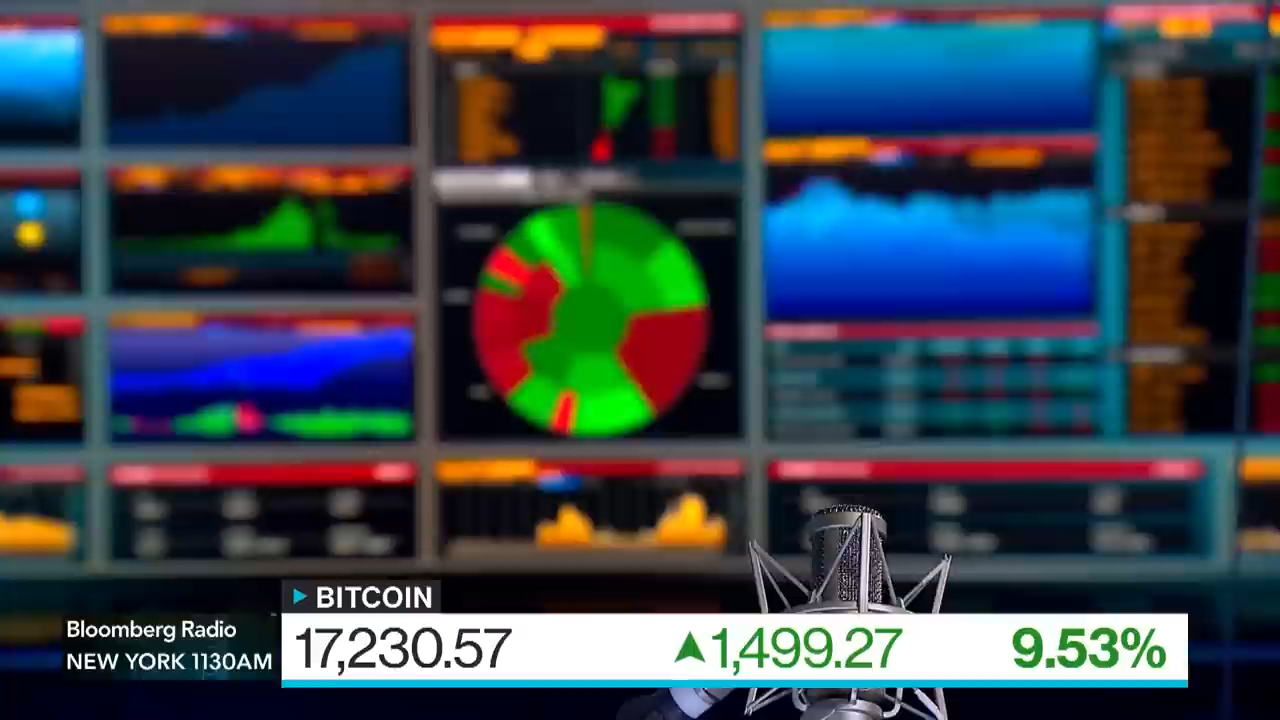 BITCOIN
Bloomberg Radio
NEW YORK 1130AM
17,230.57 1,499.27 9.53%